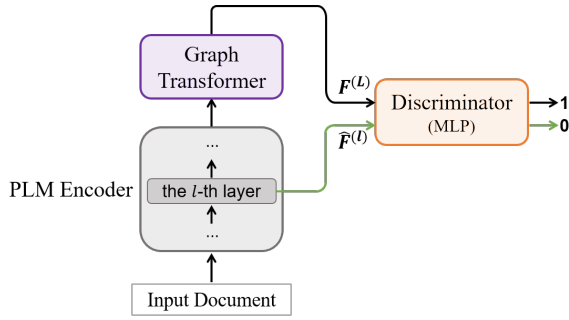 Graph
Transformer
F^(L)
Discriminator
(MLP)
1
0
F̂^(l)
...
PLM Encoder
the l-th layer
...
Input Document